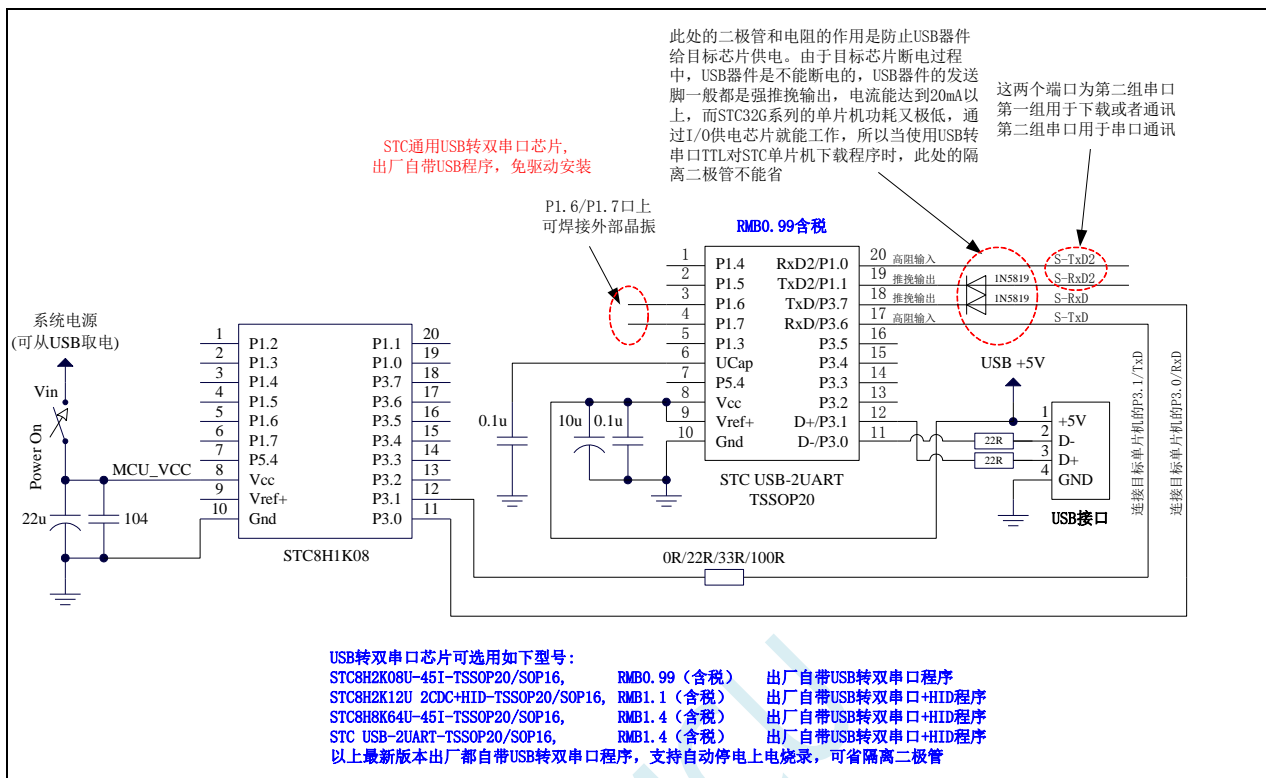 此处的二极管和电阻的作用是防止USB器件
给目标芯片供电。由于目标芯片断电过程
中，USB器件是不能断电的，USB器件的发送
脚一般都是强推挽输出，电流能达到20mA以
上，而STC32G系列的单片机功耗又极低，通
过I/O供电芯片就能工作，所以当使用USB转
串口TTL对STC单片机下载程序时，此处的隔
离二极管不能省
这两个端口为第二组串口
第一组用于下载或者通讯
第二组串口用于串口通讯
STC通用USB转双串口芯片，
出厂自带USB程序，免驱动安装
P1.6/P1.7口上
可焊接外部晶振
RMB0.99含税
1 P1.4 RxD2/P1.0 20 高阻输入 S-TxD2
2 P1.5 TxD2/P1.1 19 推挽输出 1N5819 S-RxD2
3 P1.6 TxD/P3.7 18 推挽输出 1N5819 S-RxD
4 P1.7 RxD/P3.6 17 高阻输入 S-TxD
5 P1.3 P3.5 16
6 UCap P3.4 15
7 P5.4 P3.3 14
8 Vcc P3.2 13
9 Vref+ D+/P3.1 12
10 Gnd D-/P3.0 11
STC USB-2UART
TSSOP20
0.1u
10u
0.1u
22R
22R
USB +5V
1 +5V
2 D-
3 D+
4 GND
USB接口
连接目标单片机的P3.1/TxD
连接目标单片机的P3.0/RxD
系统电源
(可从USB取电)
Vin
Power On
MCU_VCC
22u
104
1 P1.2 P1.1 20
2 P1.3 P1.0 19
3 P1.4 P3.7 18
4 P1.5 P3.6 17
5 P1.6 P3.5 16
6 P1.7 P3.4 15
7 P5.4 P3.3 14
8 Vcc P3.2 13
9 Vref+ P3.1 12
10 Gnd P3.0 11
STC8H1K08
0R/22R/33R/100R
USB转双串口芯片可选用如下型号：
STC8H2K08U-45I-TSSOP20/SOP16, RMB0.99（含税） 出厂自带USB转双串口程序
STC8H2K12U 2CDC+HID-TSSOP20/SOP16, RMB1.1（含税） 出厂自带USB转双串口+HID程序
STC8H8K64U-45I-TSSOP20/SOP16, RMB1.4（含税） 出厂自带USB转双串口+HID程序
STC USB-2UART-TSSOP20/SOP16, RMB1.4（含税） 出厂自带USB转双串口+HID程序
以上最新版本出厂都自带USB转双串口程序，支持自动停电上电烧录，可省隔离二极管